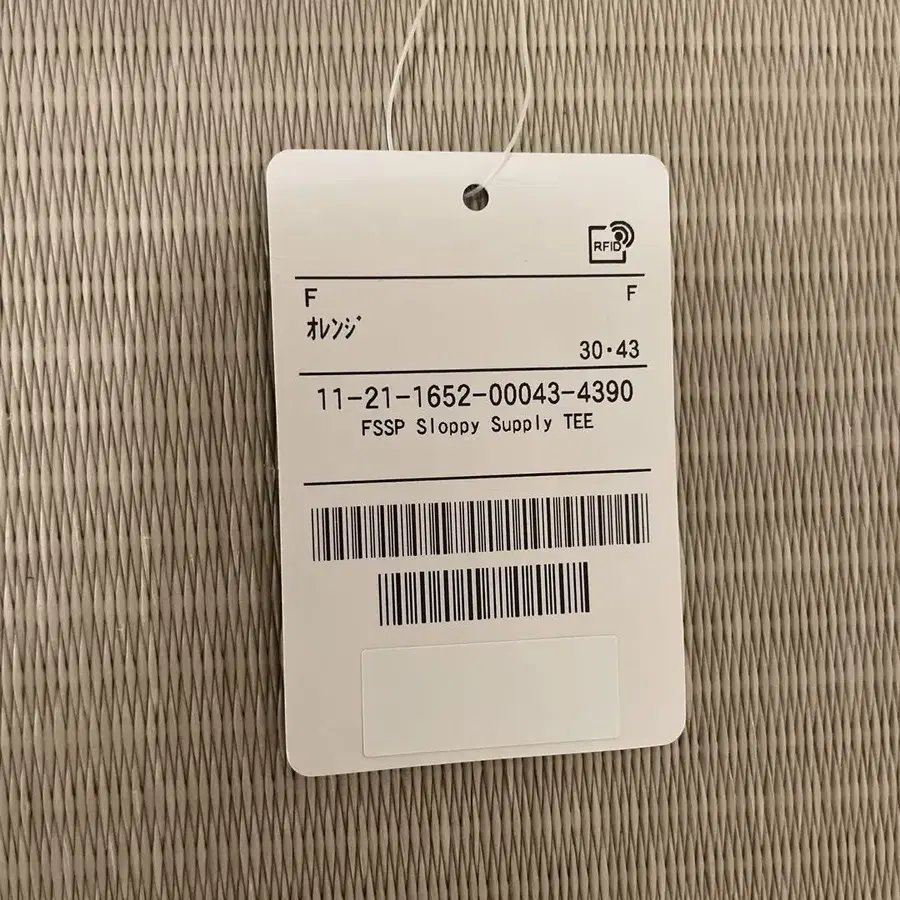 RFID
F F
ｵﾚﾝｼﾞ
30・43
11-21-1652-00043-4390
FSSP Sloppy Supply TEE